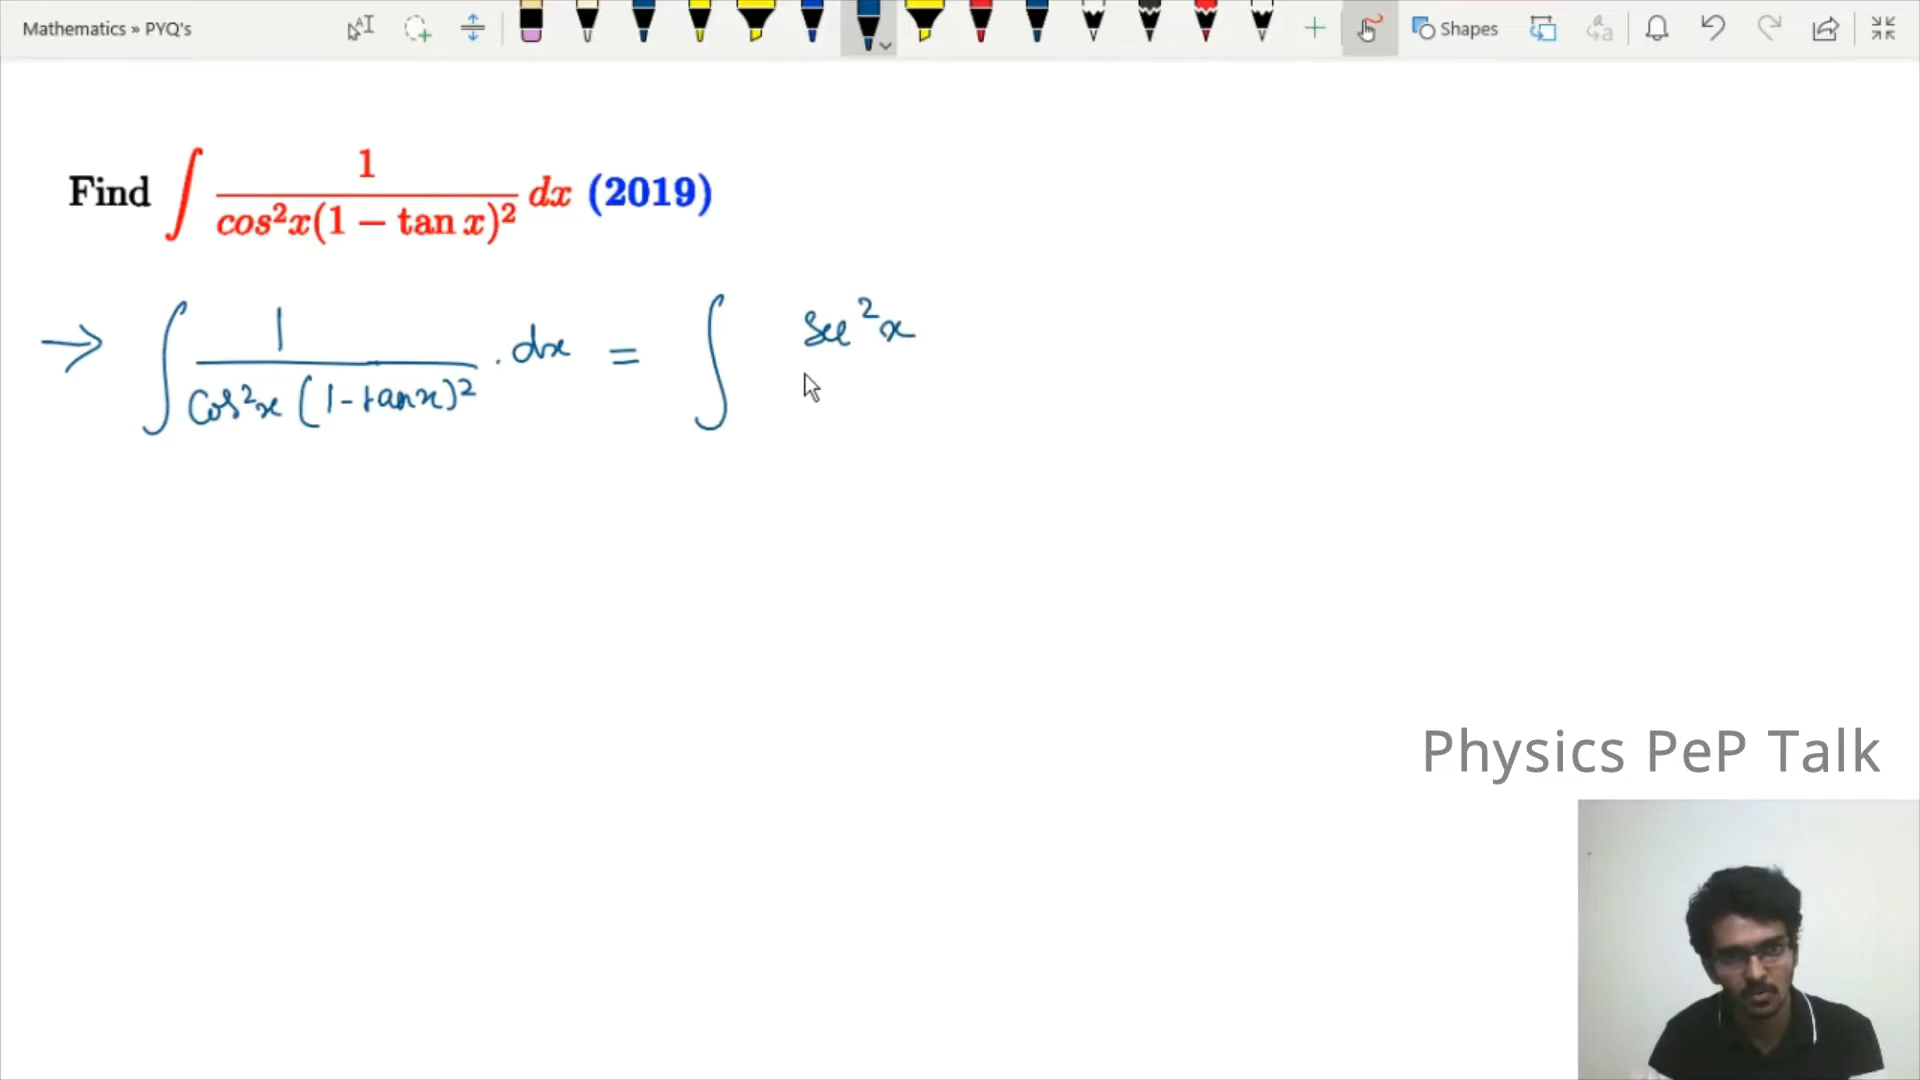 Mathematics » PYQ's
Shapes
Find ∫ 1 / cos²x(1 − tan x)² dx (2019)
→ ∫ 1 / cos²x (1-tanx)² . dx = ∫ sec²x
Physics PeP Talk